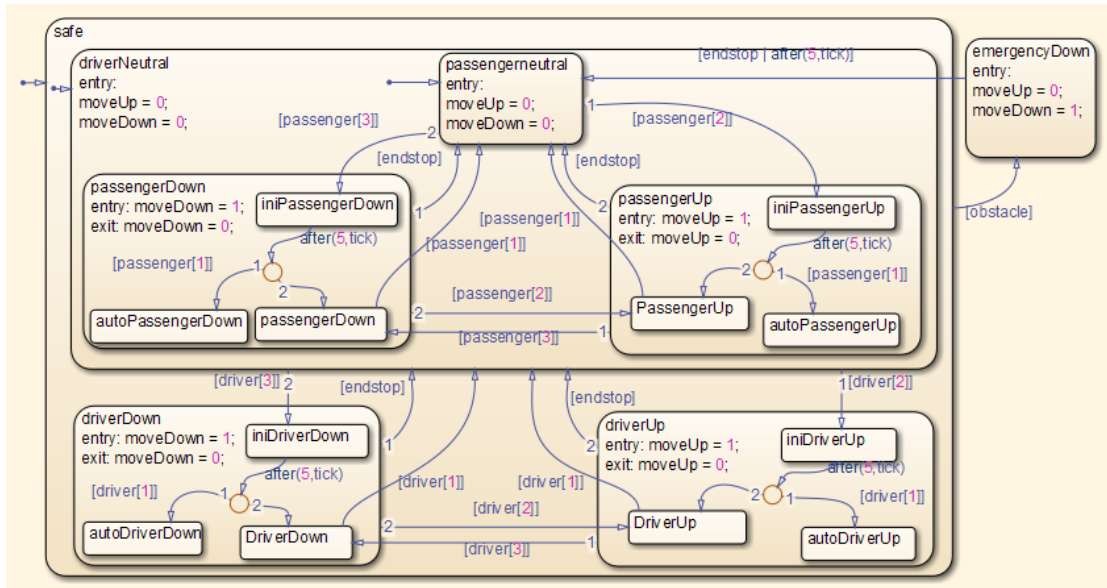 safe
driverNeutral
entry:
moveUp = 0;
moveDown = 0;
passengerneutral
entry:
moveUp = 0;
moveDown = 0;
[endstop | after(5,tick)]
emergencyDown
entry:
moveUp = 0;
moveDown = 1;
[passenger[3]]
2
1
[passenger[2]]
[endstop]
[endstop]
passengerDown
entry: moveDown = 1;
exit: moveDown = 0;
iniPassengerDown
1
after(5,tick)
[passenger[1]]
1
2
autoPassengerDown
passengerDown
[passenger[1]]
[passenger[1]]
2
[passenger[2]]
[passenger[3]]
1
passengerUp
entry: moveUp = 1;
exit: moveUp = 0;
2
iniPassengerUp
after(5,tick)
[passenger[1]]
2
1
PassengerUp
autoPassengerUp
[obstacle]
[driver[3]]
2
[endstop]
[endstop]
1
[driver[2]]
driverDown
entry: moveDown = 1;
exit: moveDown = 0;
iniDriverDown
1
after(5,tick)
[driver[1]]
1
2
autoDriverDown
DriverDown
[driver[1]]
[driver[1]]
2
[driver[2]]
[driver[3]]
1
driverUp
entry: moveUp = 1;
exit: moveUp = 0;
2
iniDriverUp
after(5,tick)
[driver[1]]
2
1
DriverUp
autoDriverUp